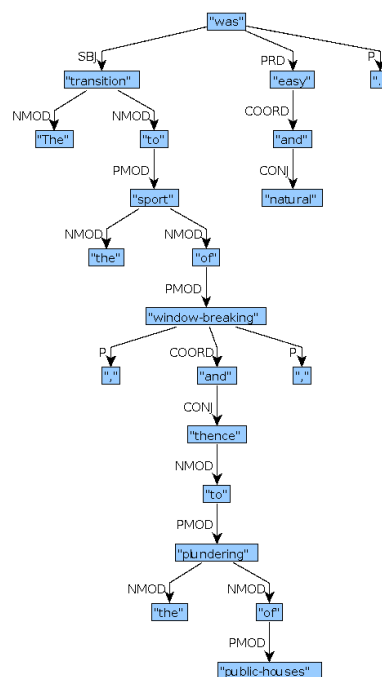 "was"
SBJ PRD P
"transition" "easy" "."
NMOD NMOD COORD
"The" "to" "and"
PMOD CONJ
"sport" "natural"
NMOD NMOD
"the" "of"
PMOD
"window-breaking"
P COORD P
"," "and" ","
CONJ
"thence"
NMOD
"to"
PMOD
"plundering"
NMOD NMOD
"the" "of"
PMOD
"public-houses"